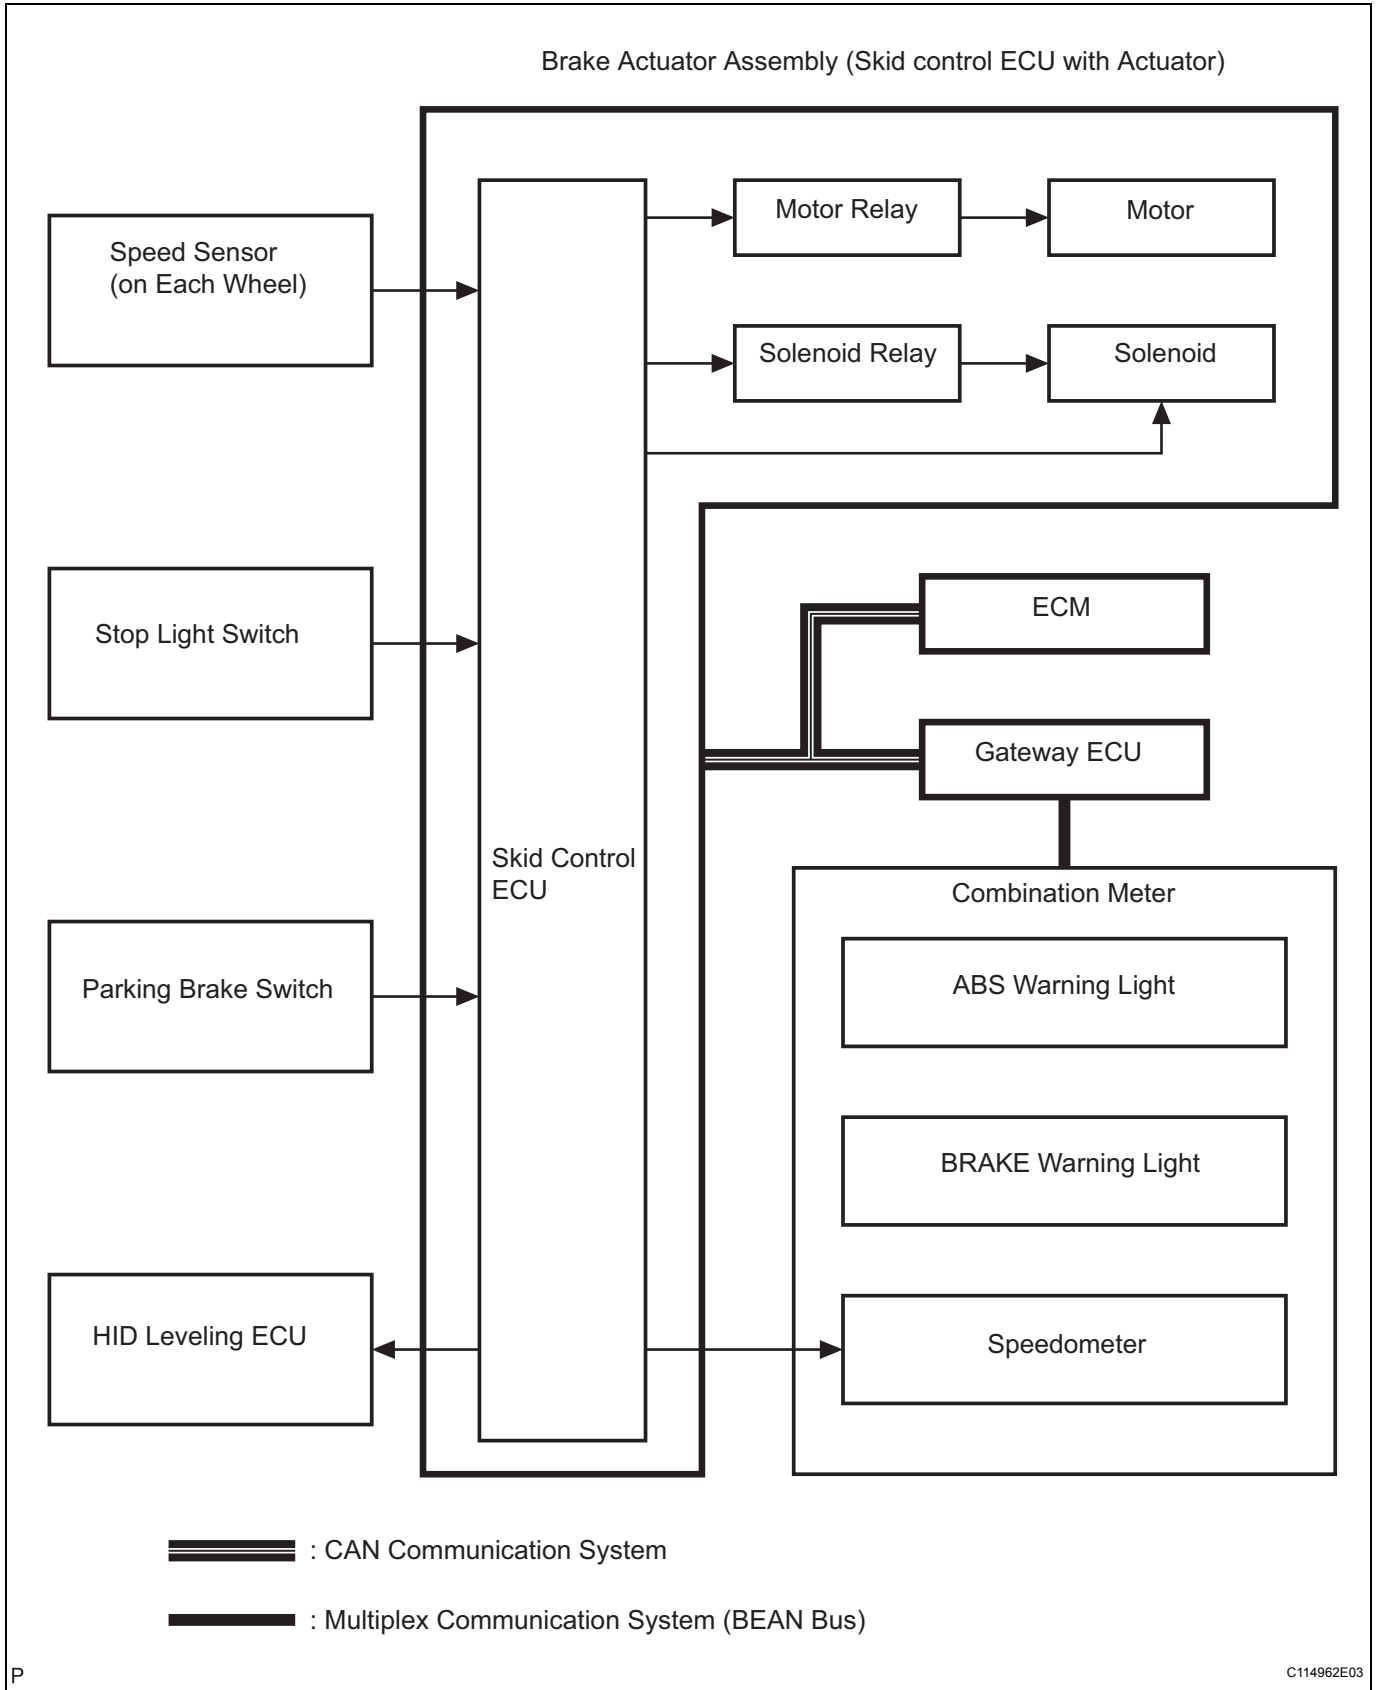 Brake Actuator Assembly (Skid control ECU with Actuator)
Motor Relay
Motor
Speed Sensor
(on Each Wheel)
Solenoid Relay
Solenoid
ECM
Stop Light Switch
Gateway ECU
Skid Control
ECU
Combination Meter
Parking Brake Switch
ABS Warning Light
BRAKE Warning Light
HID Leveling ECU
Speedometer
: CAN Communication System
: Multiplex Communication System (BEAN Bus)
P
C114962E03